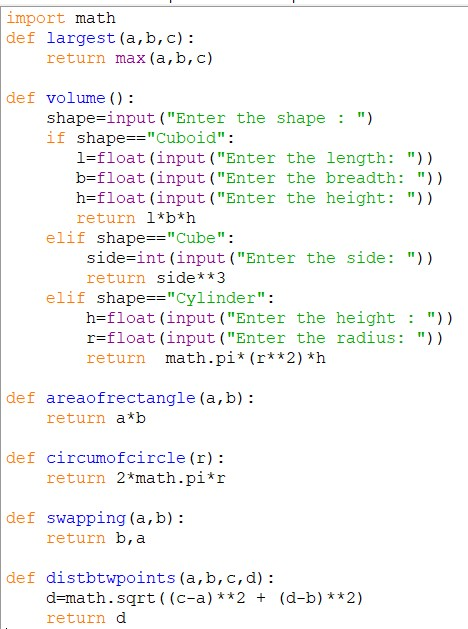 import math
def largest(a,b,c):
    return max(a,b,c)

def volume():
    shape=input("Enter the shape : ")
    if shape=="Cuboid":
       l=float(input("Enter the length: "))
       b=float(input("Enter the breadth: "))
       h=float(input("Enter the height: "))
       return l*b*h
    elif shape=="Cube":
        side=int(input("Enter the side: "))
        return side**3
    elif shape=="Cylinder":
        h=float(input("Enter the height : "))
        r=float(input("Enter the radius: "))
        return  math.pi*(r**2)*h

def areaofrectangle(a,b):
    return a*b

def circumofcircle(r):
    return 2*math.pi*r

def swapping(a,b):
    return b,a

def distbtwpoints(a,b,c,d):
    d=math.sqrt((c-a)**2 + (d-b)**2)
    return d